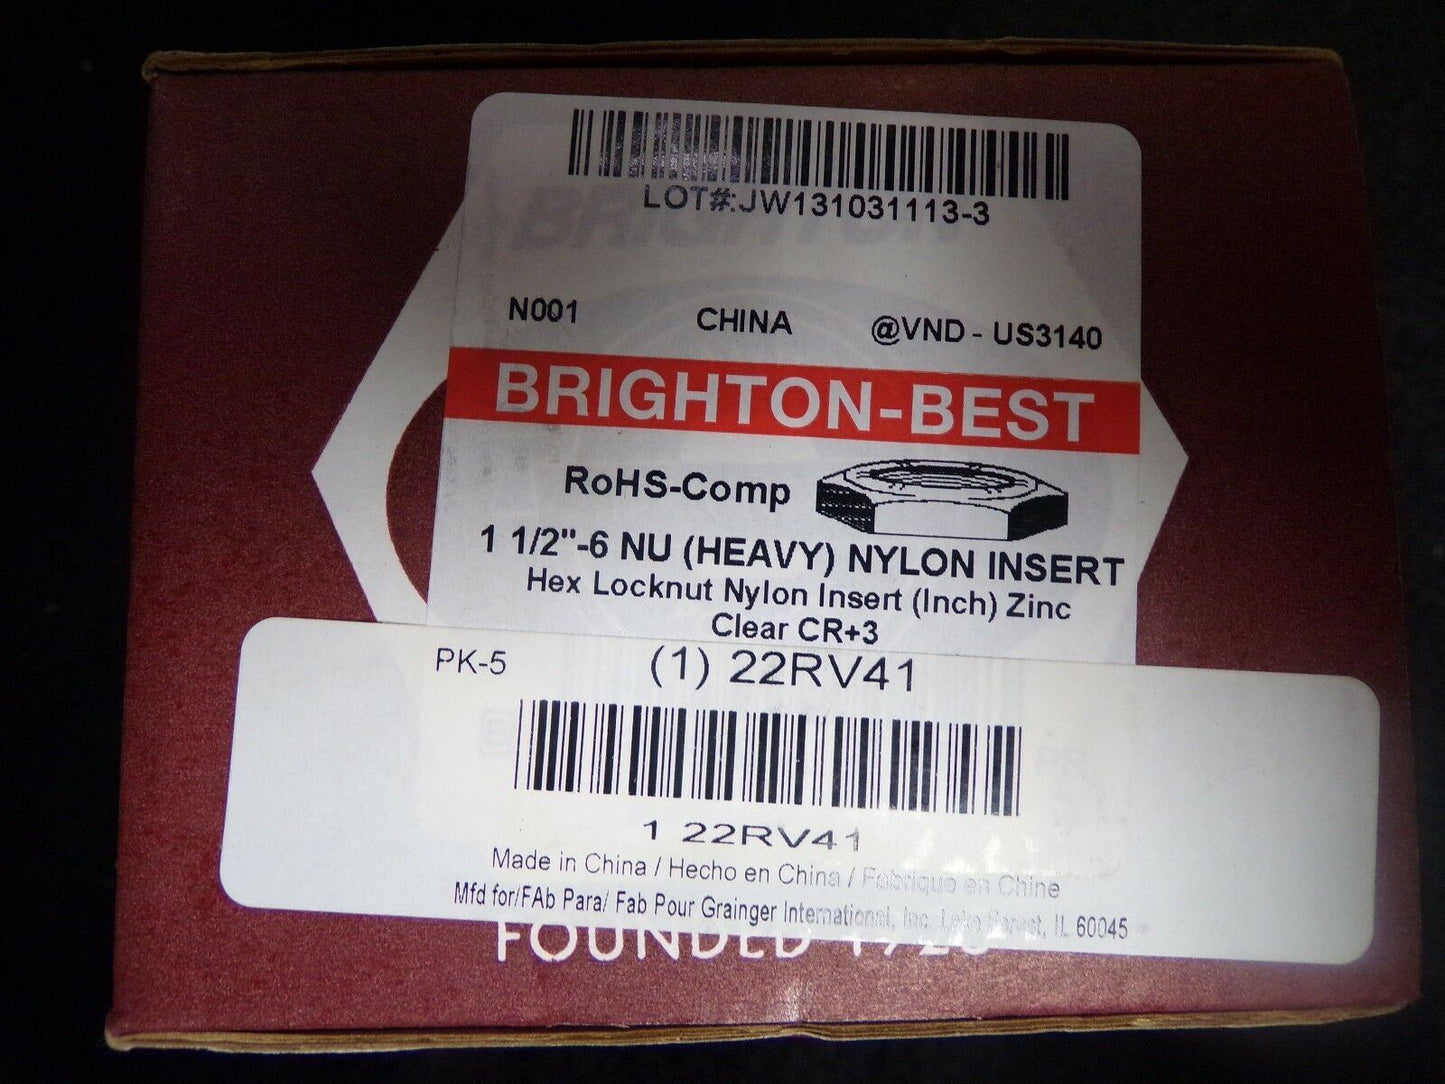 LOT#:JW131031113-3
BRIGHTON
N001 CHINA @VND - US3140
BRIGHTON-BEST
RoHS-Comp
1 1/2"-6 NU (HEAVY) NYLON INSERT
Hex Locknut Nylon Insert (Inch) Zinc
Clear CR+3
PK-5 (1) 22RV41
1 22RV41
Made in China / Hecho en China / Fabrique en Chine
Mfd for/FAb Para/ Fab Pour Grainger International, Inc. Lake Forest, IL 60045
FOUNDED